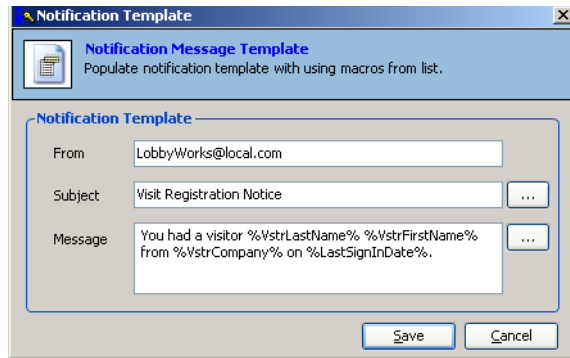 Notification Template
Notification Message Template
Populate notification template with using macros from list.
Notification Template
From
LobbyWorks@local.com
Subject
Visit Registration Notice
...
Message
You had a visitor %VstrLastName% %VstrFirstName%
from %VstrCompany% on %LastSignInDate%.
...
Save
Cancel